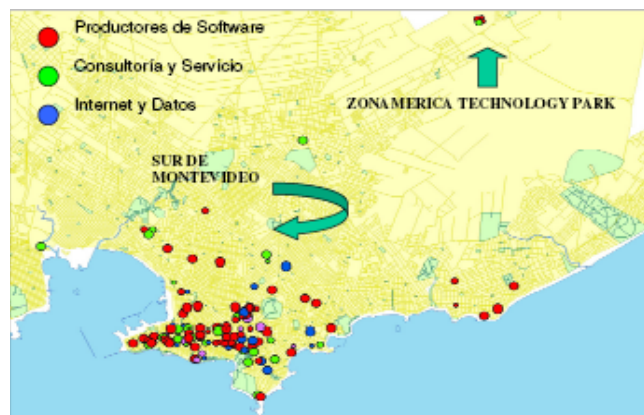 Productores de Software
Consultoría y Servicio
Internet y Datos
ZONAMERICA TECHNOLOGY PARK
SUR DE
MONTEVIDEO